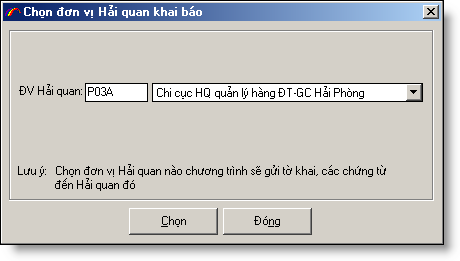 Chọn đơn vị Hải quan khai báo
ĐV Hải quan: P03A Chi cục HQ quản lý hàng ĐT-GC Hải Phòng
Lưu ý: Chọn đơn vị Hải quan nào chương trình sẽ gửi tờ khai, các chứng từ
đến Hải quan đó
Chọn Đóng